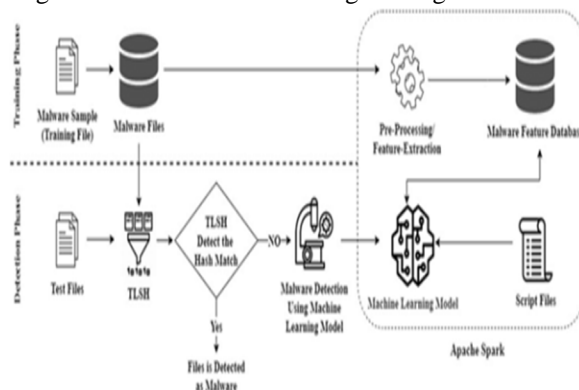 Training Phase
Malware Sample
(Training File)
Malware Files
Pre-Processing/
Feature-Extraction
Malware Feature Databas
Detection Phase
Test Files
TLSH
TLSH
Detect the
Hash Match
NO
Malware Detection
Using Machine
Learning Model
Machine Learning Model
Script Files
Yes
Files is Detected
as Malware
Apache Spark